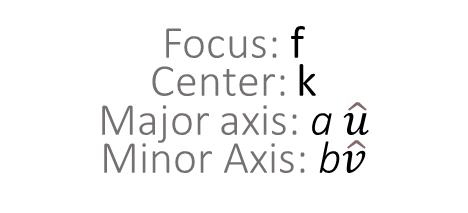 Focus: f
Center: k
Major axis: a û
Minor Axis: bv̂